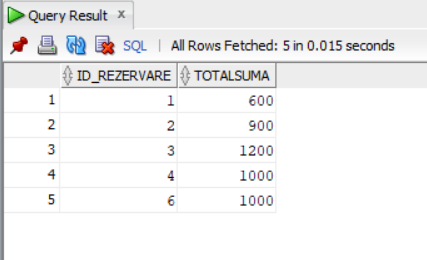 Query Result x
SQL | All Rows Fetched: 5 in 0.015 seconds
ID_REZERVARE TOTALSUMA
1 1 600
2 2 900
3 3 1200
4 4 1000
5 6 1000